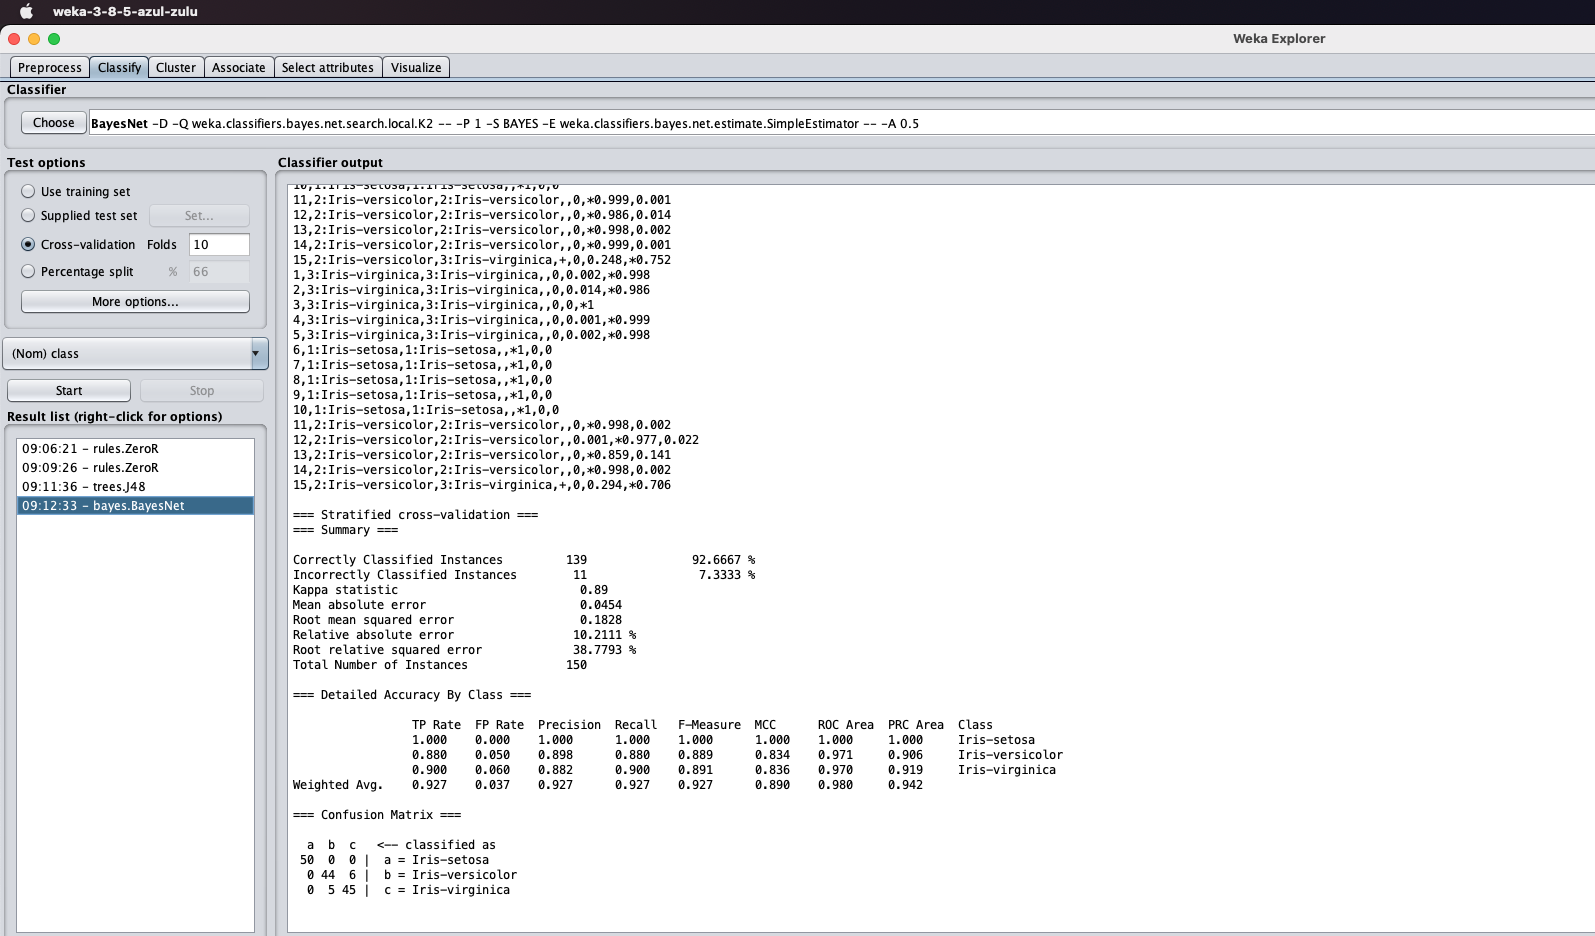 weka-3-8-5-azul-zulu
Weka Explorer
Preprocess Classify Cluster Associate Select attributes Visualize
Classifier
Choose BayesNet -D -Q weka.classifiers.bayes.net.search.local.K2 -- -P 1 -S BAYES -E weka.classifiers.bayes.net.estimate.SimpleEstimator -- -A 0.5
Test options
Use training set
Supplied test set Set...
Cross-validation Folds 10
Percentage split % 66
More options...
(Nom) class
Start Stop
Result list (right-click for options)
09:06:21 - rules.ZeroR
09:09:26 - rules.ZeroR
09:11:36 - trees.J48
09:12:33 - bayes.BayesNet
Classifier output
10,1:Iris-setosa,1:Iris-setosa,,*1,0,0
11,2:Iris-versicolor,2:Iris-versicolor,,0,*0.999,0.001
12,2:Iris-versicolor,2:Iris-versicolor,,0,*0.986,0.014
13,2:Iris-versicolor,2:Iris-versicolor,,0,*0.998,0.002
14,2:Iris-versicolor,2:Iris-versicolor,,0,*0.999,0.001
15,2:Iris-versicolor,3:Iris-virginica,+,0,0.248,*0.752
1,3:Iris-virginica,3:Iris-virginica,,0,0.002,*0.998
2,3:Iris-virginica,3:Iris-virginica,,0,0.014,*0.986
3,3:Iris-virginica,3:Iris-virginica,,0,0,*1
4,3:Iris-virginica,3:Iris-virginica,,0,0.001,*0.999
5,3:Iris-virginica,3:Iris-virginica,,0,0.002,*0.998
6,1:Iris-setosa,1:Iris-setosa,,*1,0,0
7,1:Iris-setosa,1:Iris-setosa,,*1,0,0
8,1:Iris-setosa,1:Iris-setosa,,*1,0,0
9,1:Iris-setosa,1:Iris-setosa,,*1,0,0
10,1:Iris-setosa,1:Iris-setosa,,*1,0,0
11,2:Iris-versicolor,2:Iris-versicolor,,0,*0.998,0.002
12,2:Iris-versicolor,2:Iris-versicolor,,0.001,*0.977,0.022
13,2:Iris-versicolor,2:Iris-versicolor,,0,*0.859,0.141
14,2:Iris-versicolor,2:Iris-versicolor,,0,*0.998,0.002
15,2:Iris-versicolor,3:Iris-virginica,+,0,0.294,*0.706
=== Stratified cross-validation ===
=== Summary ===
Correctly Classified Instances 139 92.6667 %
Incorrectly Classified Instances 11 7.3333 %
Kappa statistic 0.89
Mean absolute error 0.0454
Root mean squared error 0.1828
Relative absolute error 10.2111 %
Root relative squared error 38.7793 %
Total Number of Instances 150
=== Detailed Accuracy By Class ===
TP Rate FP Rate Precision Recall F-Measure MCC ROC Area PRC Area Class
1.000 0.000 1.000 1.000 1.000 1.000 1.000 1.000 Iris-setosa
0.880 0.050 0.898 0.880 0.889 0.834 0.971 0.906 Iris-versicolor
0.900 0.060 0.882 0.900 0.891 0.836 0.970 0.919 Iris-virginica
Weighted Avg. 0.927 0.037 0.927 0.927 0.927 0.890 0.980 0.942
=== Confusion Matrix ===
a b c <-- classified as
50 0 0 | a = Iris-setosa
0 44 6 | b = Iris-versicolor
0 5 45 | c = Iris-virginica